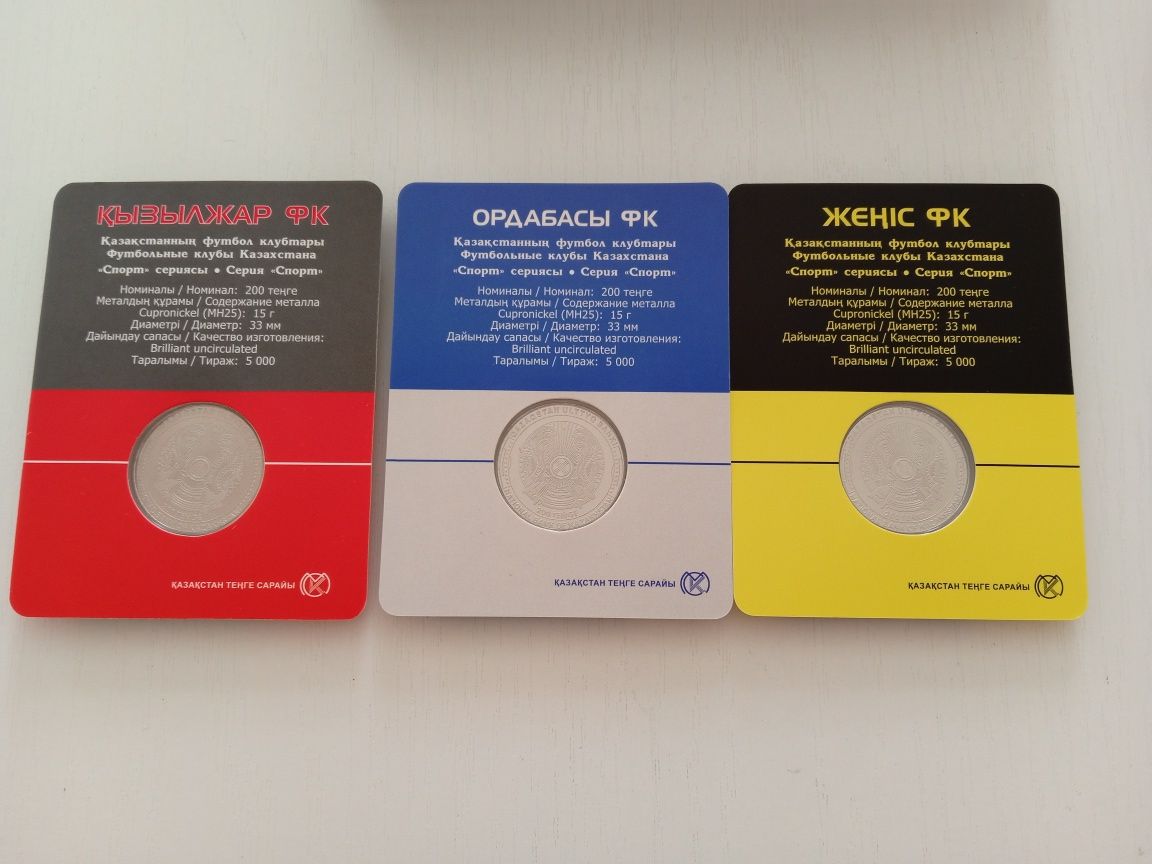 ҚЫЗЫЛЖАР ФК
Қазақстанның футбол клубтары
Футбольные клубы Казахстана
«Спорт» сериясы • Серия «Спорт»
Номиналы / Номинал: 200 теңге
Металдың құрамы / Содержание металла
Cupronickel (МН25): 15 г
Диаметрі / Диаметр: 33 мм
Дайындау сапасы / Качество изготовления:
Brilliant uncirculated
Таралымы / Тираж: 5 000
ҚАЗАҚСТАН ТЕҢГЕ САРАЙЫ
ОРДАБАСЫ ФК
Қазақстанның футбол клубтары
Футбольные клубы Казахстана
«Спорт» сериясы • Серия «Спорт»
Номиналы / Номинал: 200 теңге
Металдың құрамы / Содержание металла
Cupronickel (МН25): 15 г
Диаметрі / Диаметр: 33 мм
Дайындау сапасы / Качество изготовления:
Brilliant uncirculated
Таралымы / Тираж: 5 000
QAZAQSTAN ULTTYQ BANKI
200 TENGE
ҚАЗАҚСТАН ТЕҢГЕ САРАЙЫ
ЖЕҢІС ФК
Қазақстанның футбол клубтары
Футбольные клубы Казахстана
«Спорт» сериясы • Серия «Спорт»
Номиналы / Номинал: 200 теңге
Металдың құрамы / Содержание металла
Cupronickel (МН25): 15 г
Диаметрі / Диаметр: 33 мм
Дайындау сапасы / Качество изготовления:
Brilliant uncirculated
Таралымы / Тираж: 5 000
ҚАЗАҚСТАН ТЕҢГЕ САРАЙЫ